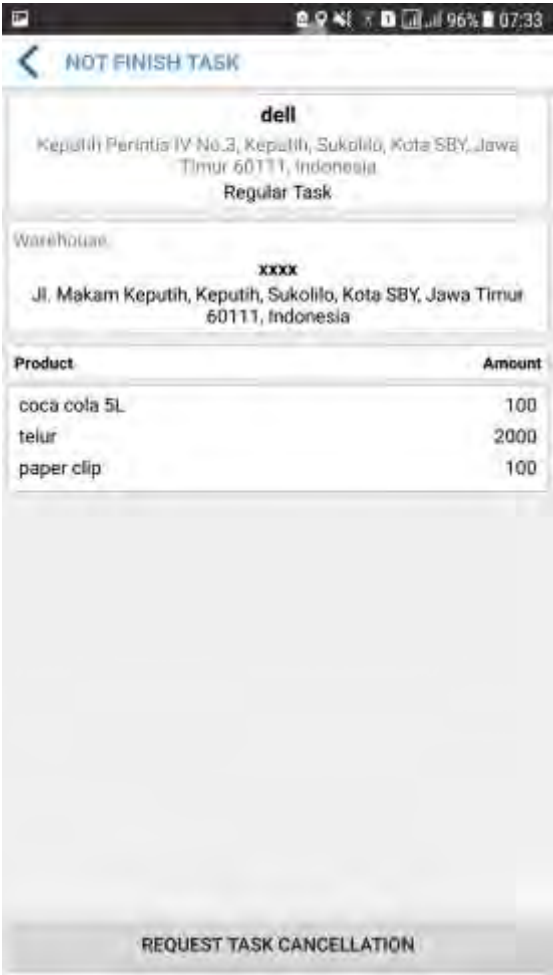 96% 07:33
NOT FINISH TASK
dell
Keputih Perintis IV No.3, Keputih, Sukolilo, Kota SBY, Jawa
Timur 60111, Indonesia
Regular Task
Warehouse
xxxx
Jl. Makam Keputih, Keputih, Sukolilo, Kota SBY, Jawa Timur
60111, Indonesia
Product Amount
coca cola 5L 100
telur 2000
paper clip 100
REQUEST TASK CANCELLATION